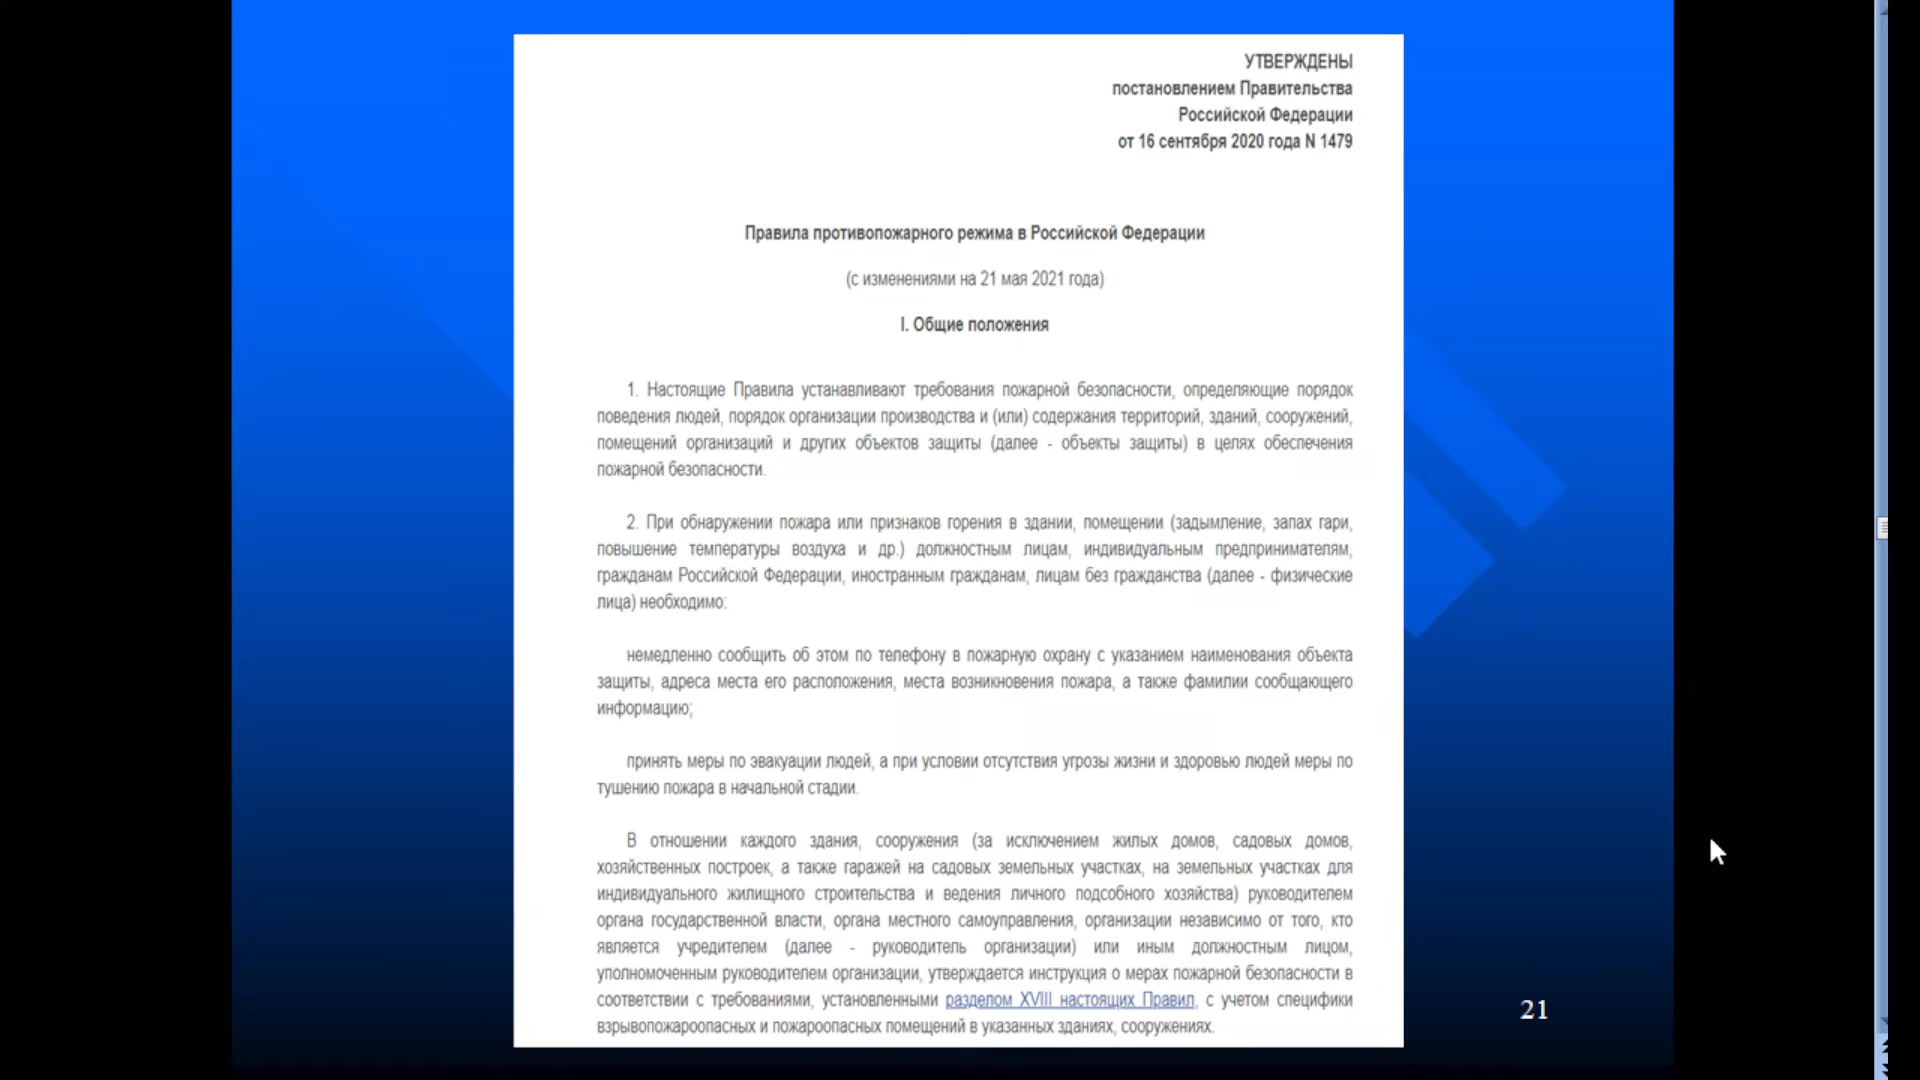 УТВЕРЖДЕНЫ
постановлением Правительства
Российской Федерации
от 16 сентября 2020 года N 1479
Правила противопожарного режима в Российской Федерации
(с изменениями на 21 мая 2021 года)
I. Общие положения
1. Настоящие Правила устанавливают требования пожарной безопасности, определяющие порядок
поведения людей, порядок организации производства и (или) содержания территорий, зданий, сооружений,
помещений организаций и других объектов защиты (далее - объекты защиты) в целях обеспечения
пожарной безопасности.
2. При обнаружении пожара или признаков горения в здании, помещении (задымление, запах гари,
повышение температуры воздуха и др.) должностным лицам, индивидуальным предпринимателям,
гражданам Российской Федерации, иностранным гражданам, лицам без гражданства (далее - физические
лица) необходимо:
немедленно сообщить об этом по телефону в пожарную охрану с указанием наименования объекта
защиты, адреса места его расположения, места возникновения пожара, а также фамилии сообщающего
информацию;
принять меры по эвакуации людей, а при условии отсутствия угрозы жизни и здоровью людей меры по
тушению пожара в начальной стадии.
В отношении каждого здания, сооружения (за исключением жилых домов, садовых домов,
хозяйственных построек, а также гаражей на садовых земельных участках, на земельных участках для
индивидуального жилищного строительства и ведения личного подсобного хозяйства) руководителем
органа государственной власти, органа местного самоуправления, организации независимо от того, кто
является учредителем (далее - руководитель организации) или иным должностным лицом,
уполномоченным руководителем организации, утверждается инструкция о мерах пожарной безопасности в
соответствии с требованиями, установленными разделом XVIII настоящих Правил, с учетом специфики
взрывопожароопасных и пожароопасных помещений в указанных зданиях, сооружениях.
21